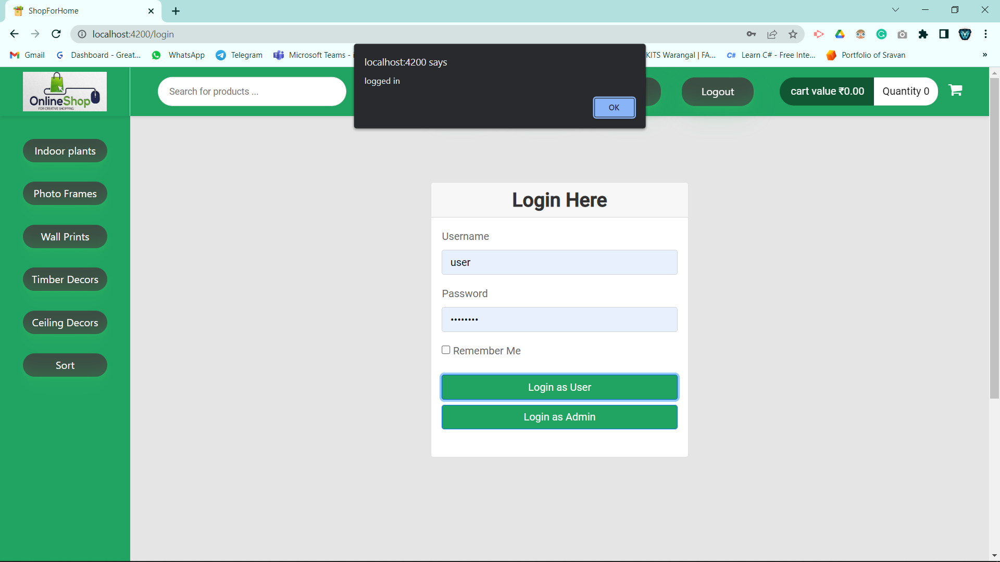 ShopForHome
localhost:4200/login
Gmail
Dashboard - Great...
WhatsApp
Telegram
Microsoft Teams - i
KITS Warangal | FA...
C# Learn C# - Free Inte...
Portfolio of Sravan
»
localhost:4200 says
logged in
OK
OnlineShop
FOR CREATIVE SHOPPING
Search for products ...
Logout
cart value ₹0.00
Quantity 0
Indoor plants
Photo Frames
Wall Prints
Timber Decors
Ceiling Decors
Sort
Login Here
Username
user
Password
••••••••
Remember Me
Login as User
Login as Admin